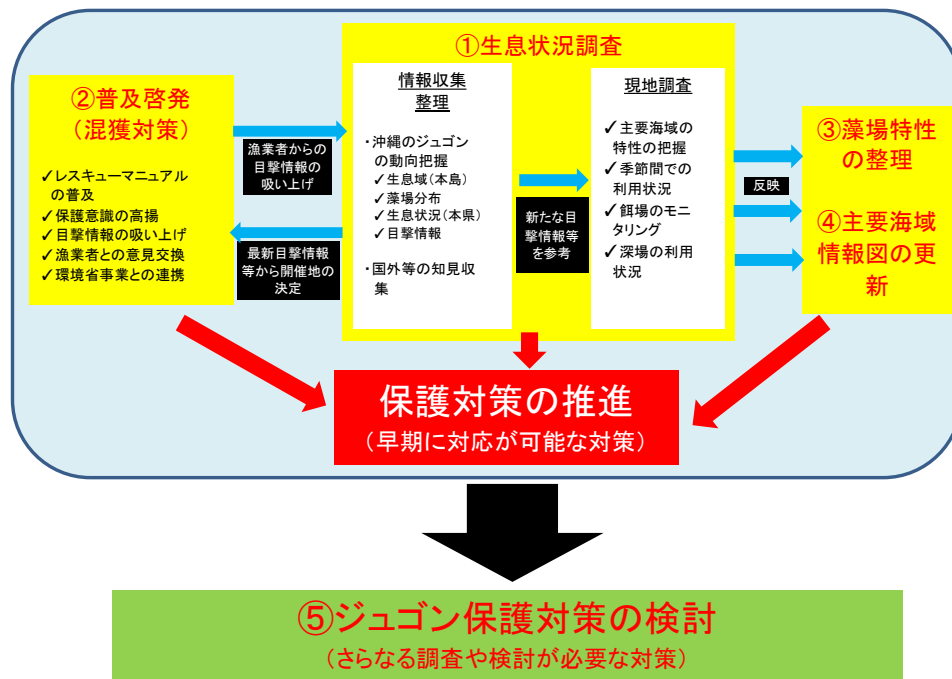 ①生息状況調査
②普及啓発
（混獲対策）
✓レスキューマニュアル
の普及
✓保護意識の高揚
✓目撃情報の吸い上げ
✓漁業者との意見交換
✓環境省事業との連携
漁業者からの
目撃情報の
吸い上げ
最新目撃情報
等から開催地の
決定
情報収集
整理
・沖縄のジュゴン
の動向把握
✓生息域（本島）
✓藻場分布
✓生息状況（本県）
✓目撃情報
・国外等の知見収
集
新たな目
撃情報等
を参考
現地調査
✓主要海域の
特性の把握
✓季節間での
利用状況
✓餌場のモニ
タリング
✓深場の利用
状況
反映
③藻場特性
の整理
④主要海域
情報図の更
新
保護対策の推進
（早期に対応が可能な対策）
⑤ジュゴン保護対策の検討
（さらなる調査や検討が必要な対策）